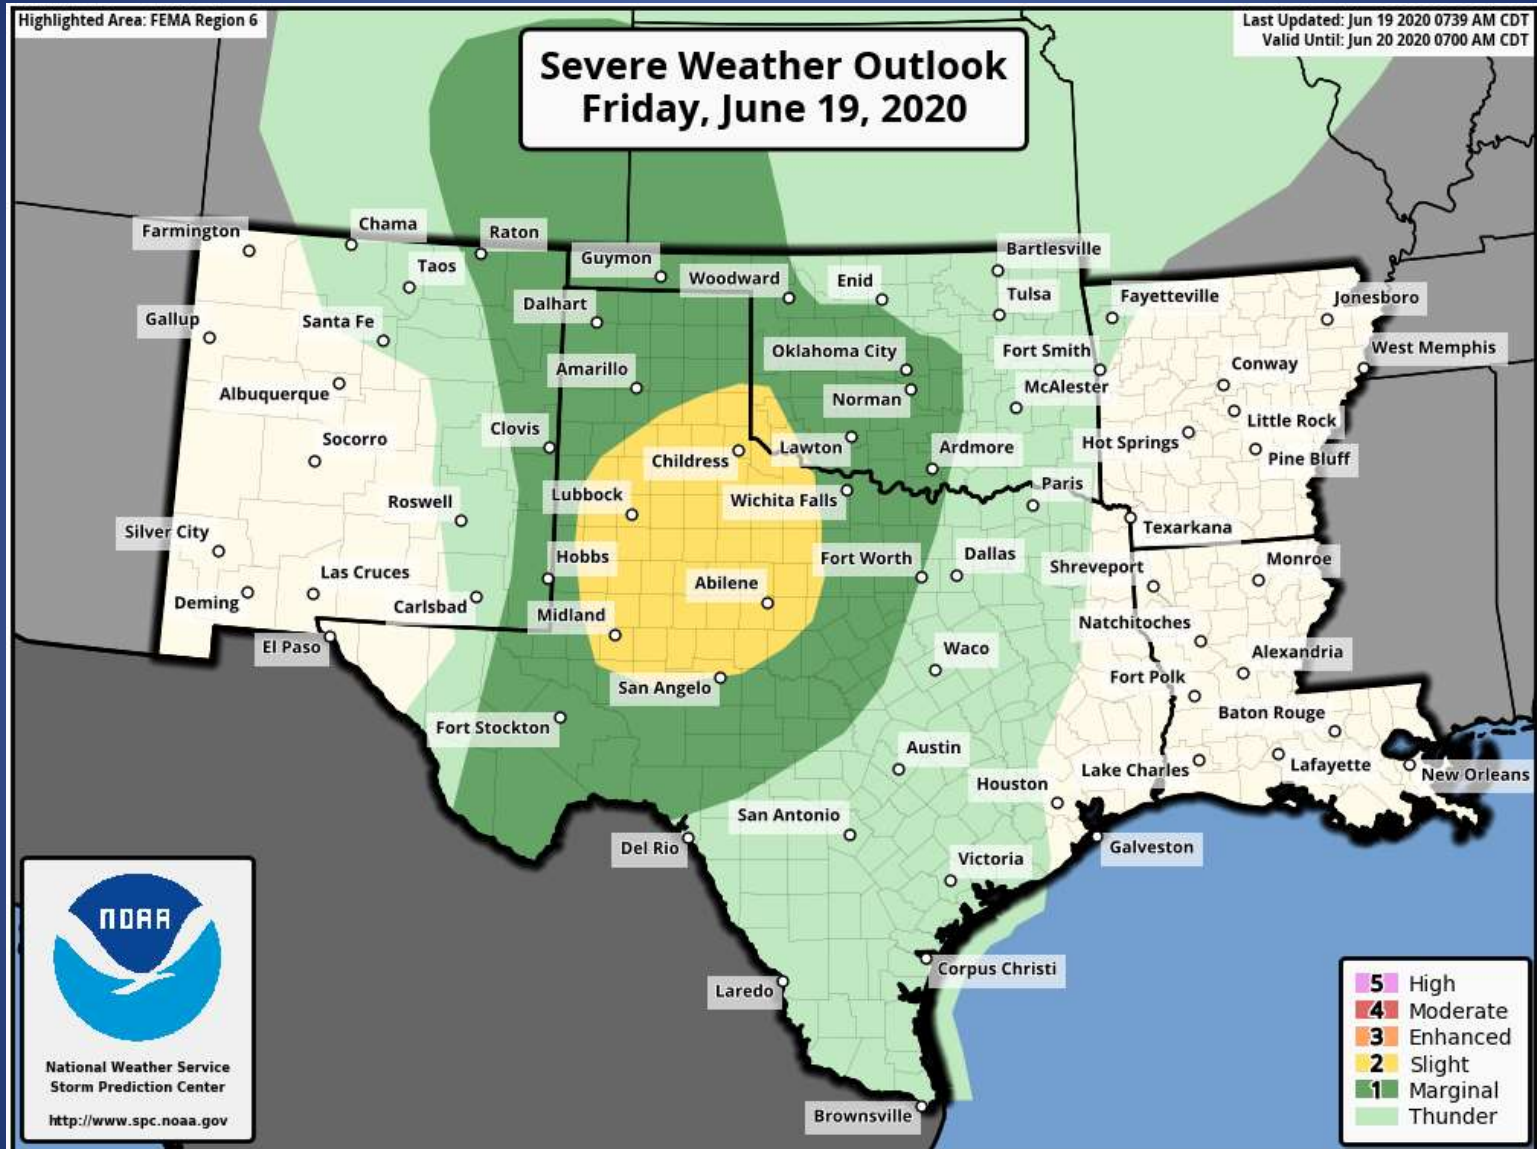 Highlighted Area: FEMA Region 6
Last Updated: Jun 19 2020 0739 AM CDT
Valid Until: Jun 20 2020 0700 AM CDT
Severe Weather Outlook
Friday, June 19, 2020
Farmington
Chama
Raton
Taos
Guymon
Woodward
Enid
Bartlesville
Tulsa
Fayetteville
Jonesboro
Gallup
Santa Fe
Dalhart
Oklahoma City
Fort Smith
West Memphis
Amarillo
Conway
Albuquerque
Norman
McAlester
Little Rock
Socorro
Clovis
Childress
Lawton
Ardmore
Hot Springs
Pine Bluff
Roswell
Lubbock
Wichita Falls
Paris
Texarkana
Silver City
Hobbs
Fort Worth
Dallas
Shreveport
Monroe
Las Cruces
Abilene
Deming
Carlsbad
Midland
Natchitoches
El Paso
Waco
Alexandria
San Angelo
Fort Polk
Fort Stockton
Baton Rouge
Austin
Houston
Lake Charles
Lafayette
New Orleans
San Antonio
Del Rio
Victoria
Galveston
Laredo
Corpus Christi
Brownsville
NOAA
National Weather Service
Storm Prediction Center
http://www.spc.noaa.gov
5 High
4 Moderate
3 Enhanced
2 Slight
1 Marginal
Thunder